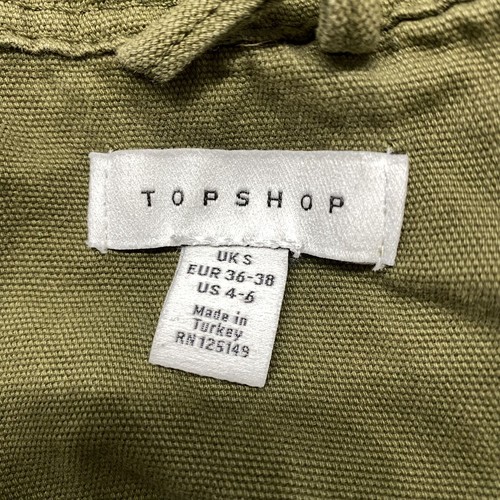 TOPSHOP
UK S
EUR 36-38
US 4-6
Made in
Turkey
RN125149